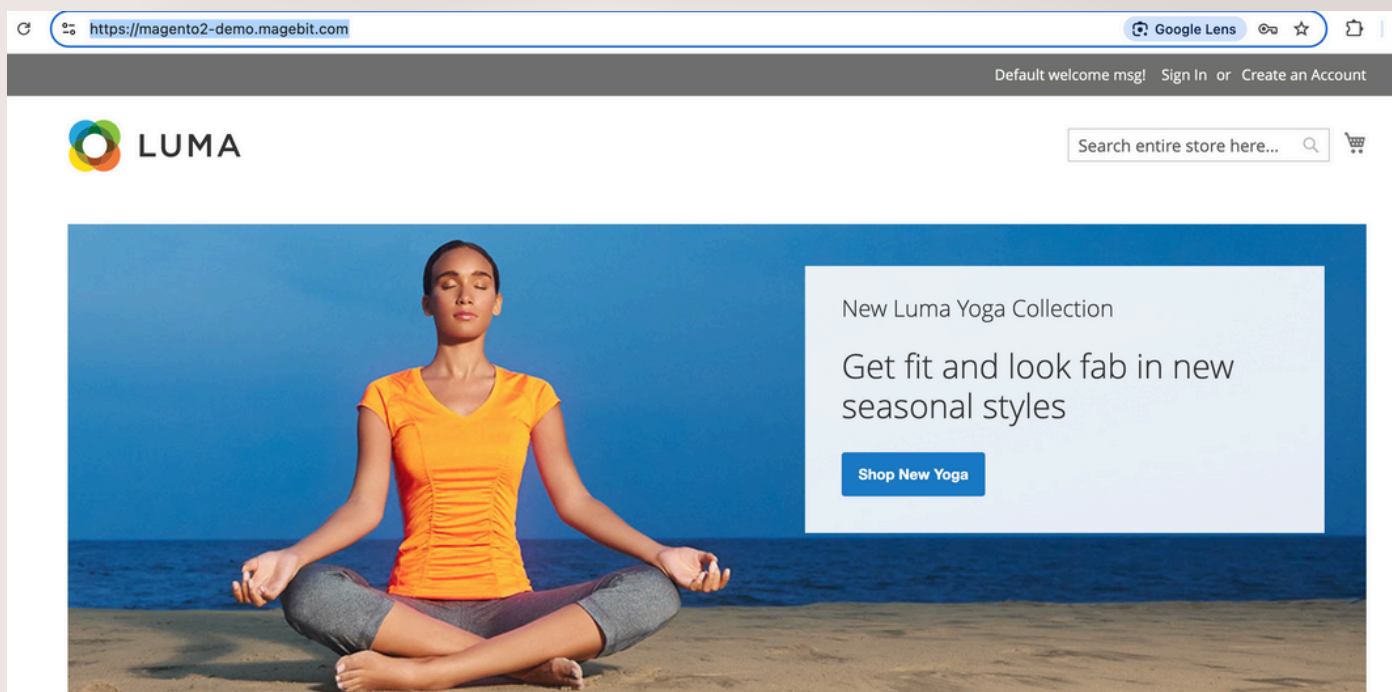 https://magento2-demo.magebit.com
Google Lens
Default welcome msg! Sign In or Create an Account
LUMA
Search entire store here...
New Luma Yoga Collection
Get fit and look fab in new
seasonal styles
Shop New Yoga